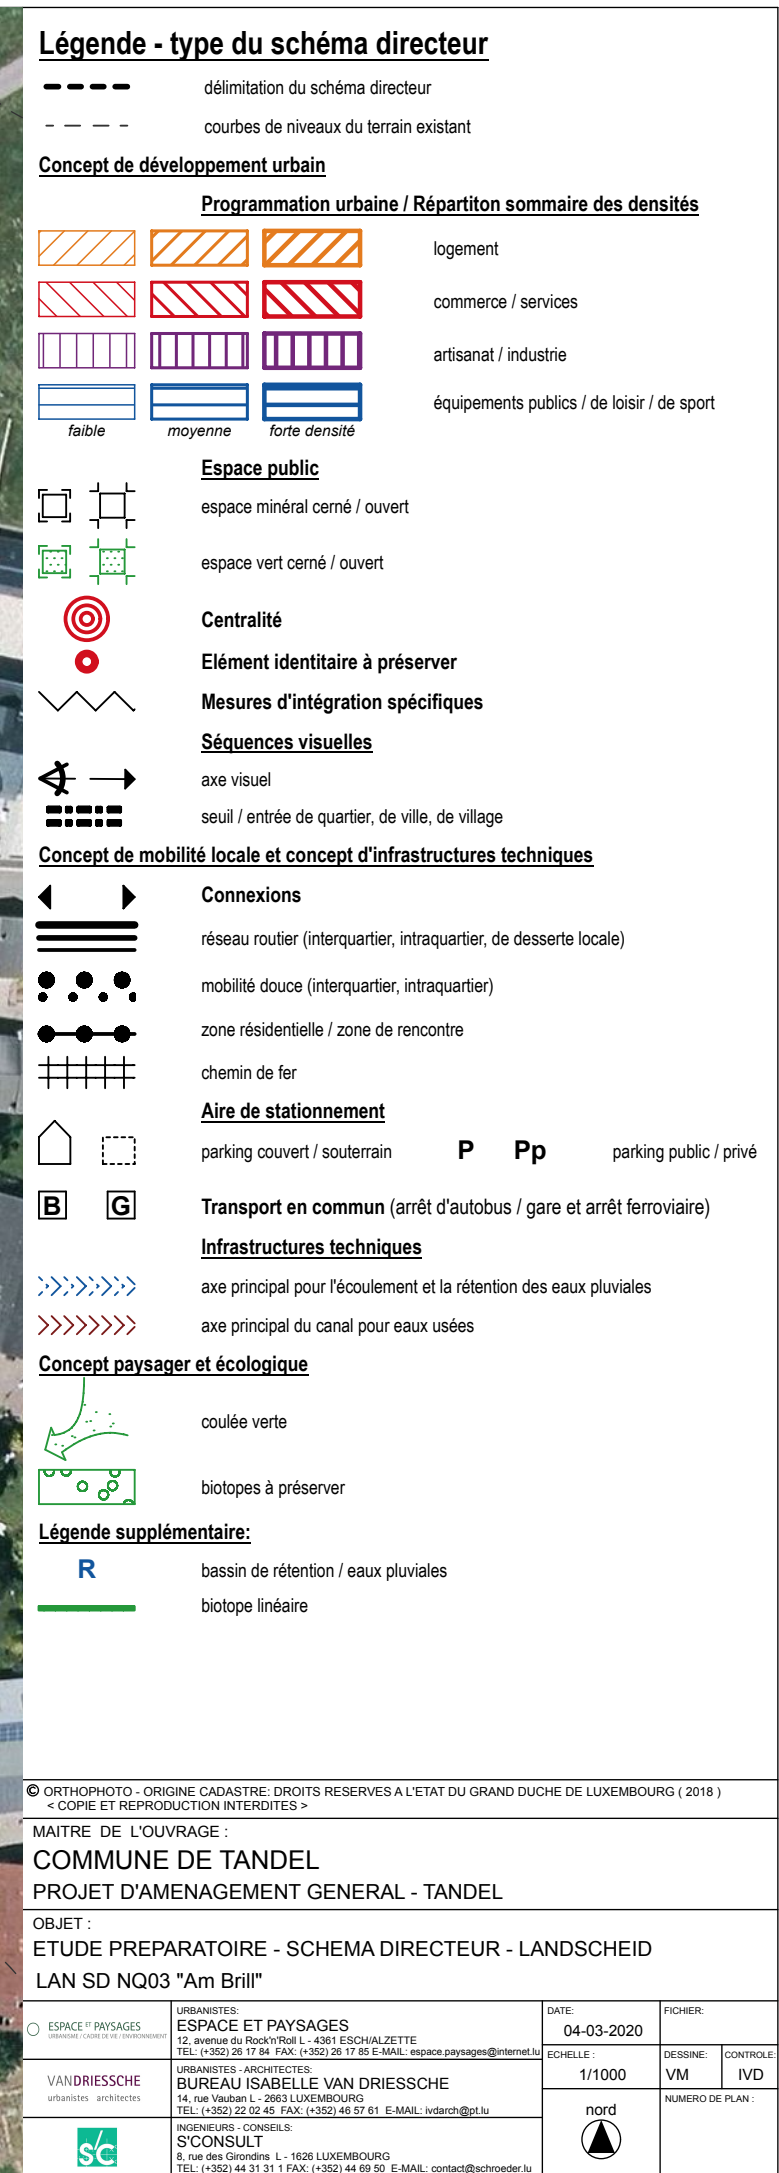 Légende - type du schéma directeur
délimitation du schéma directeur
courbes de niveaux du terrain existant
Concept de développement urbain
Programmation urbaine / Répartiton sommaire des densités
logement
commerce / services
artisanat / industrie
équipements publics / de loisir / de sport
faible moyenne forte densité
Espace public
espace minéral cerné / ouvert
espace vert cerné / ouvert
Centralité
Elément identitaire à préserver
Mesures d'intégration spécifiques
Séquences visuelles
axe visuel
seuil / entrée de quartier, de ville, de village
Concept de mobilité locale et concept d'infrastructures techniques
Connexions
réseau routier (interquartier, intraquartier, de desserte locale)
mobilité douce (interquartier, intraquartier)
zone résidentielle / zone de rencontre
chemin de fer
Aire de stationnement
parking couvert / souterrain P Pp parking public / privé
B G Transport en commun (arrêt d'autobus / gare et arrêt ferroviaire)
Infrastructures techniques
axe principal pour l'écoulement et la rétention des eaux pluviales
axe principal du canal pour eaux usées
Concept paysager et écologique
coulée verte
biotopes à préserver
Légende supplémentaire:
R bassin de rétention / eaux pluviales
biotope linéaire
© ORTHOPHOTO - ORIGINE CADASTRE: DROITS RESERVES A L'ETAT DU GRAND DUCHE DE LUXEMBOURG ( 2018 )
< COPIE ET REPRODUCTION INTERDITES >
MAITRE DE L'OUVRAGE :
COMMUNE DE TANDEL
PROJET D'AMENAGEMENT GENERAL - TANDEL
OBJET :
ETUDE PREPARATOIRE - SCHEMA DIRECTEUR - LANDSCHEID
LAN SD NQ03 "Am Brill"
ESPACE ET PAYSAGES
URBANISME / CADRE DE VIE / ENVIRONNEMENT
URBANISTES:
ESPACE ET PAYSAGES
12, avenue du Rock'n'Roll L - 4361 ESCH/ALZETTE
TEL: (+352) 26 17 84 FAX: (+352) 26 17 85 E-MAIL: espace.paysages@internet.lu
DATE:
04-03-2020
FICHIER:
VANDRIESSCHE
urbanistes architectes
URBANISTES - ARCHITECTES:
BUREAU ISABELLE VAN DRIESSCHE
14, rue Vauban L - 2663 LUXEMBOURG
TEL: (+352) 22 02 45 FAX: (+352) 46 57 61 E-MAIL: ivdarch@pt.lu
ECHELLE :
1/1000
DESSINE:
VM
CONTROLE:
IVD
s/c
INGENIEURS - CONSEILS:
S'CONSULT
8, rue des Girondins L - 1626 LUXEMBOURG
TEL: (+352) 44 31 31 1 FAX: (+352) 44 69 50 E-MAIL: contact@schroeder.lu
nord
NUMERO DE PLAN :